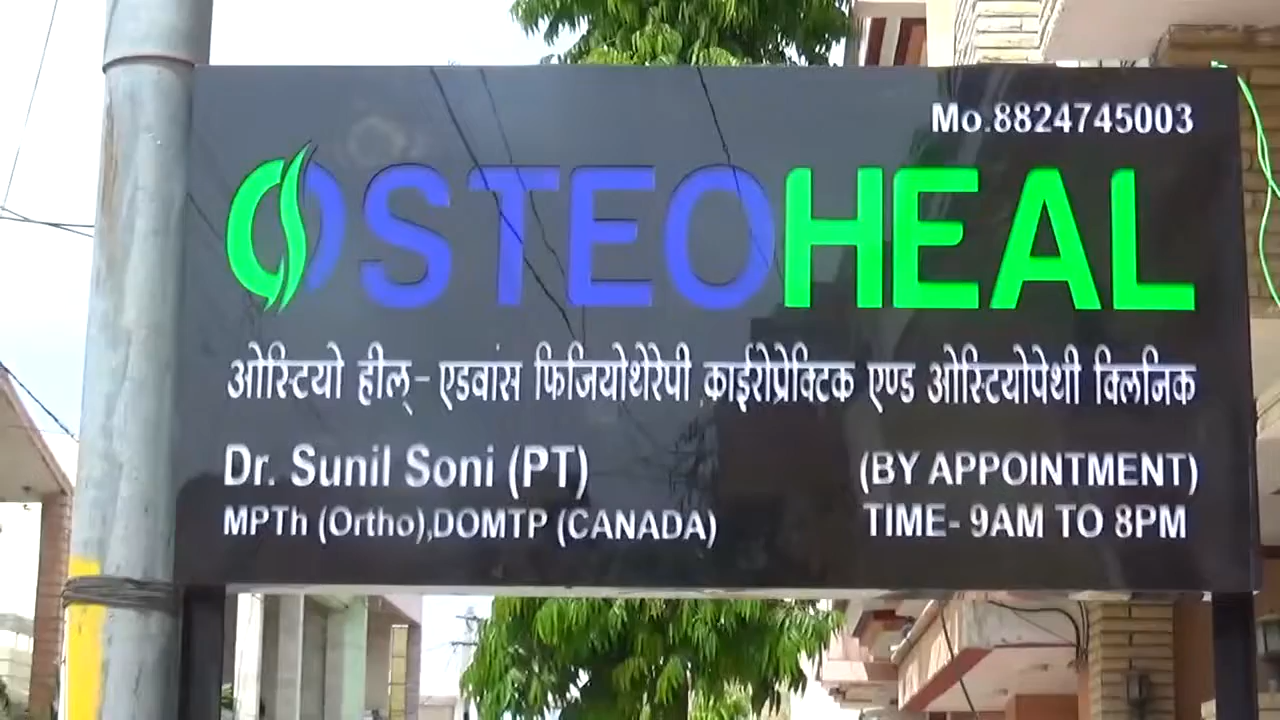 Mo.8824745003
OSTEOHEAL
ओस्टियो हील्- एडवांस फिजियोथेरेपी ,काईरोप्रेक्टिक एण्ड ओस्टियोपेथी क्लिनिक
Dr. Sunil Soni (PT)
(BY APPOINTMENT)
MPTh (Ortho),DOMTP (CANADA)
TIME- 9AM TO 8PM